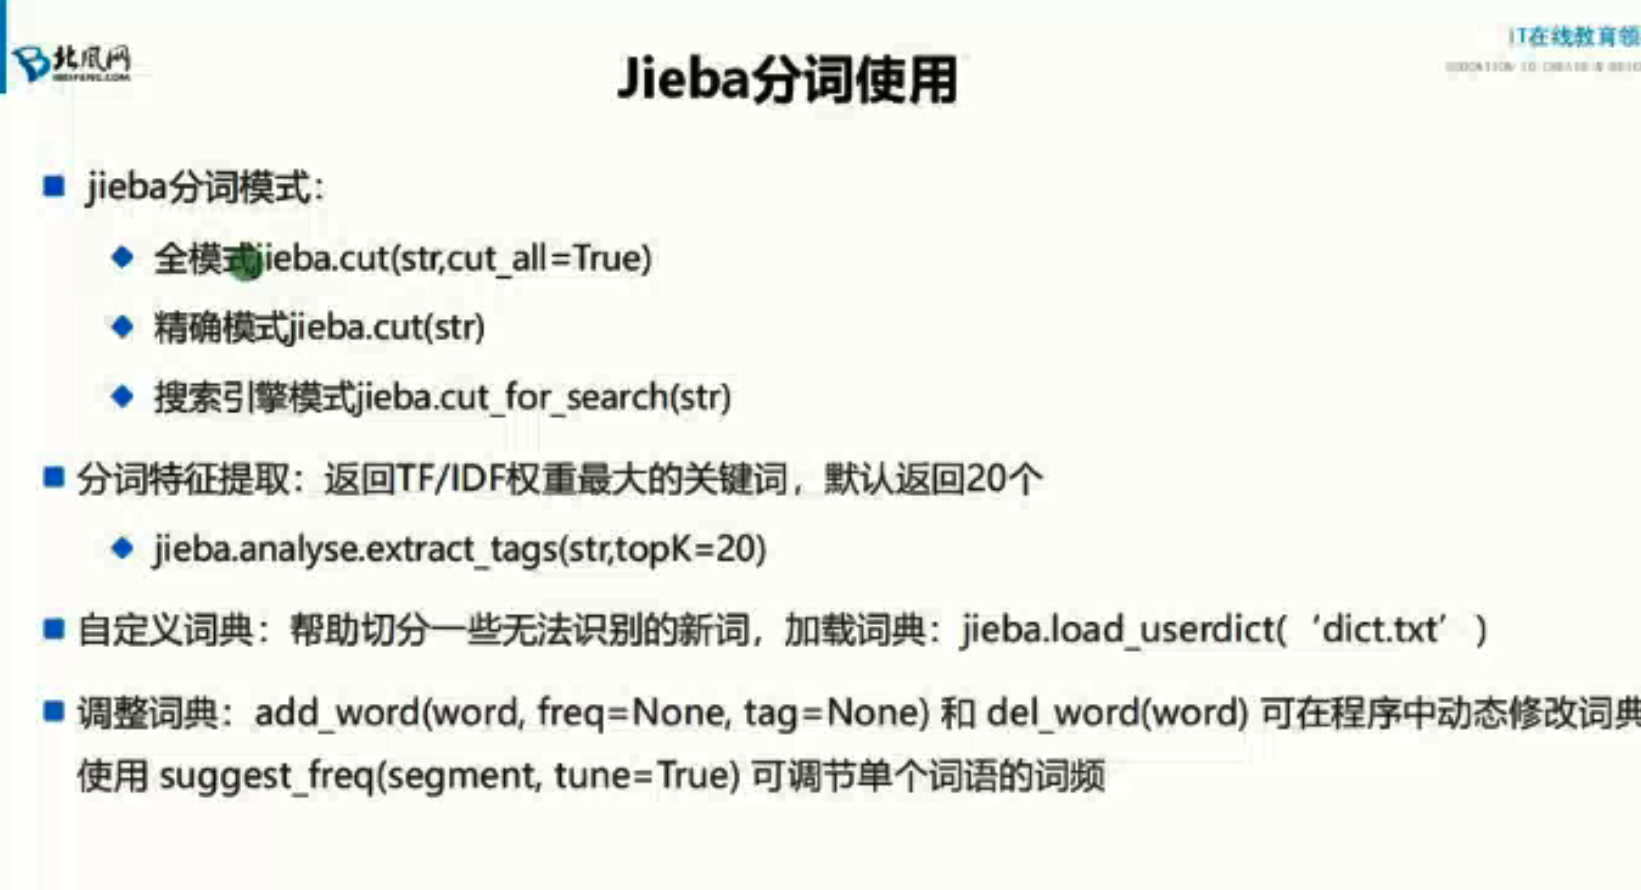 北风网
BEIFENG.COM
IT在线教育领
Jieba分词使用
jieba分词模式：
全模式jieba.cut(str,cut_all=True)
精确模式jieba.cut(str)
搜索引擎模式jieba.cut_for_search(str)
分词特征提取：返回TF/IDF权重最大的关键词，默认返回20个
jieba.analyse.extract_tags(str,topK=20)
自定义词典：帮助切分一些无法识别的新词，加载词典：jieba.load_userdict(‘dict.txt’)
调整词典：add_word(word, freq=None, tag=None) 和 del_word(word) 可在程序中动态修改词典
使用 suggest_freq(segment, tune=True) 可调节单个词语的词频